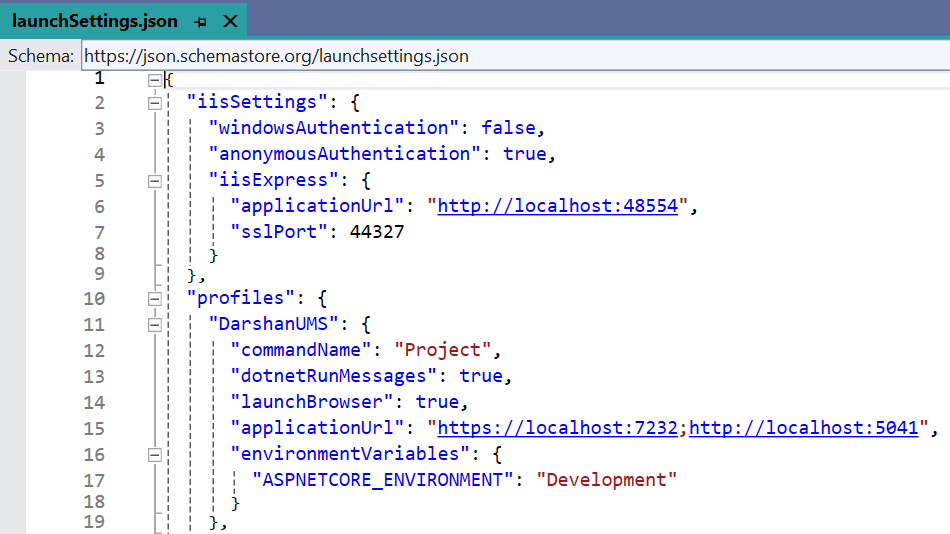 launchSettings.json
Schema: https://json.schemastore.org/launchsettings.json
1 {
2 "iisSettings": {
3 "windowsAuthentication": false,
4 "anonymousAuthentication": true,
5 "iisExpress": {
6 "applicationUrl": "http://localhost:48554",
7 "sslPort": 44327
8 }
9 },
10 "profiles": {
11 "DarshanUMS": {
12 "commandName": "Project",
13 "dotnetRunMessages": true,
14 "launchBrowser": true,
15 "applicationUrl": "https://localhost:7232;http://localhost:5041",
16 "environmentVariables": {
17 "ASPNETCORE_ENVIRONMENT": "Development"
18 }
19 },